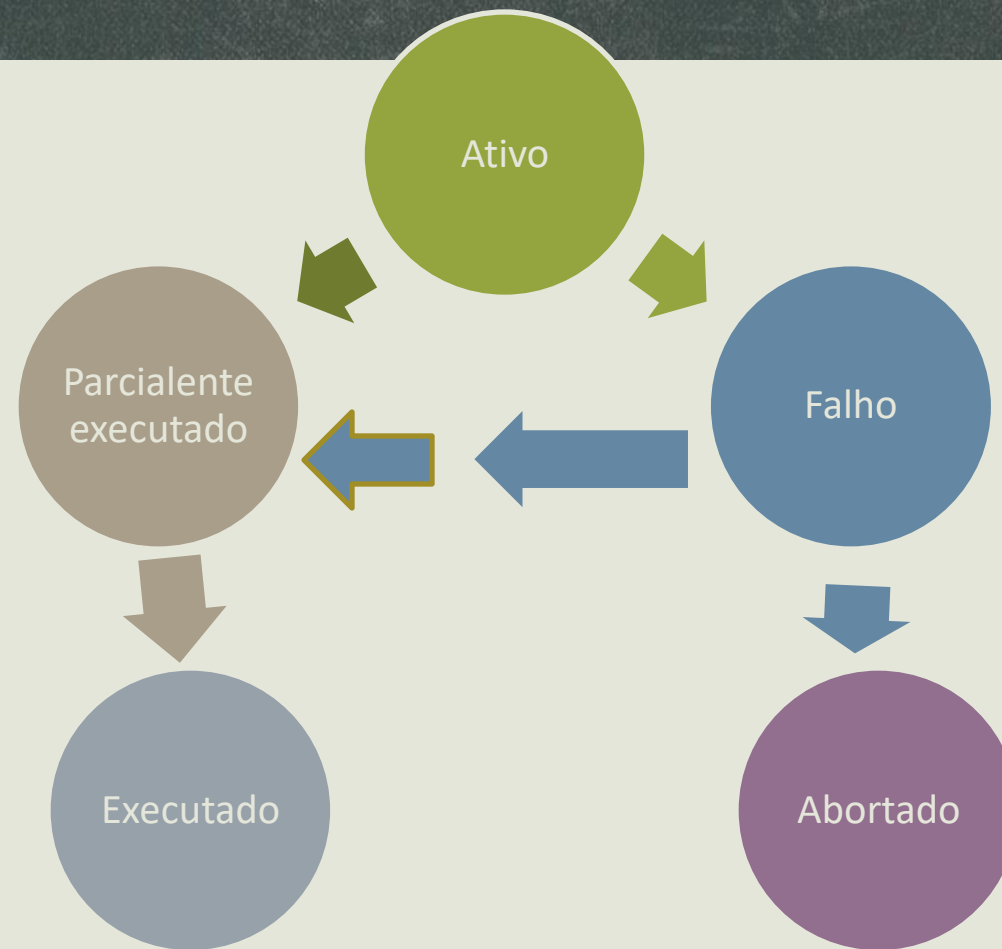 Ativo
Parcialente
executado
Falho
Executado
Abortado